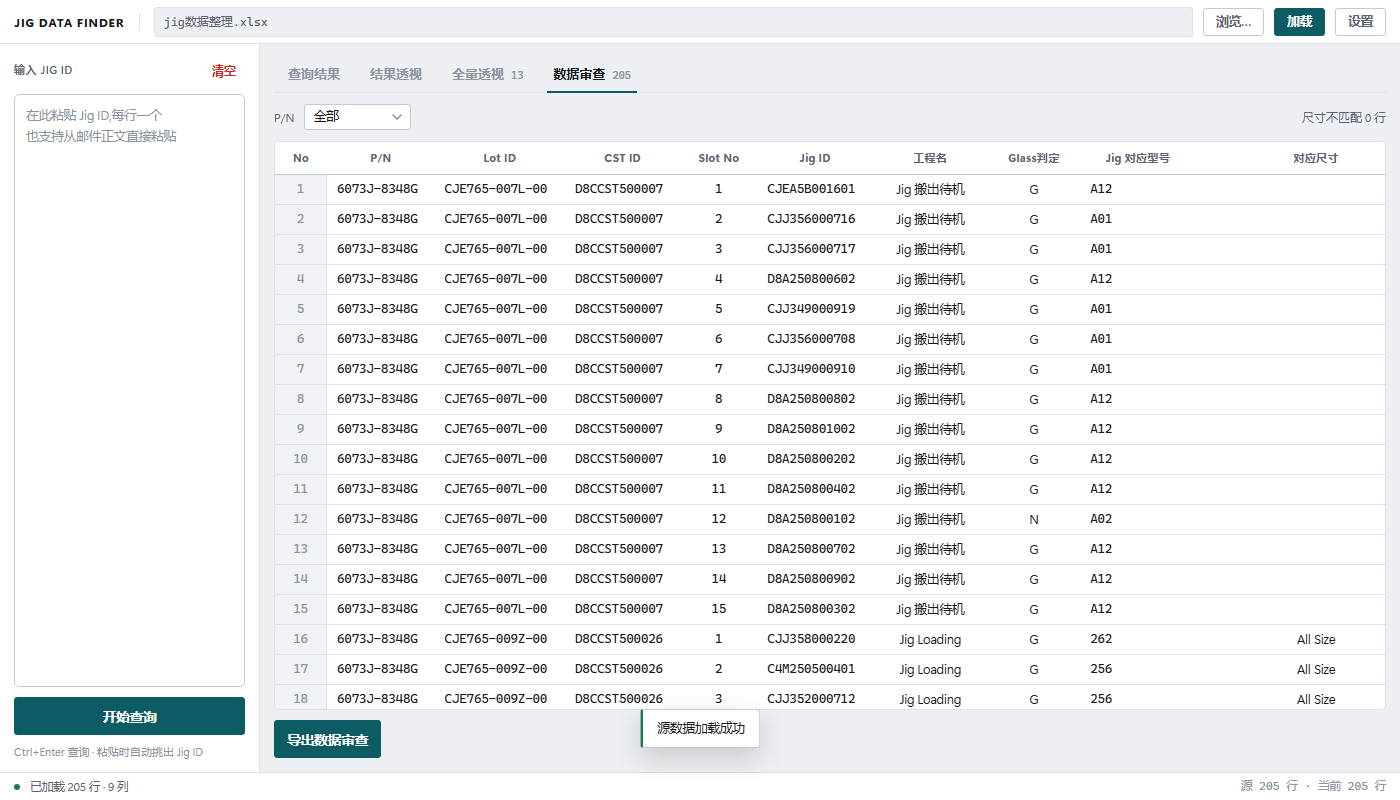 JIG DATA FINDER
jig数据整理.xlsx
浏览...
加载
设置
输入 JIG ID
清空
在此粘贴 Jig ID,每行一个
也支持从邮件正文直接粘贴
开始查询
Ctrl+Enter 查询 · 粘贴时自动挑出 Jig ID
查询结果 结果透视 全量透视 13 数据审查 205
P/N 全部 尺寸不匹配 0 行
No P/N Lot ID CST ID Slot No Jig ID 工程名 Glass判定 Jig 对应型号 对应尺寸
1 6073J-8348G CJE765-007L-00 D8CCST500007 1 CJEA5B001601 Jig 搬出待机 G A12
2 6073J-8348G CJE765-007L-00 D8CCST500007 2 CJJ356000716 Jig 搬出待机 G A01
3 6073J-8348G CJE765-007L-00 D8CCST500007 3 CJJ356000717 Jig 搬出待机 G A01
4 6073J-8348G CJE765-007L-00 D8CCST500007 4 D8A250800602 Jig 搬出待机 G A12
5 6073J-8348G CJE765-007L-00 D8CCST500007 5 CJJ349000919 Jig 搬出待机 G A01
6 6073J-8348G CJE765-007L-00 D8CCST500007 6 CJJ356000708 Jig 搬出待机 G A01
7 6073J-8348G CJE765-007L-00 D8CCST500007 7 CJJ349000910 Jig 搬出待机 G A01
8 6073J-8348G CJE765-007L-00 D8CCST500007 8 D8A250800802 Jig 搬出待机 G A12
9 6073J-8348G CJE765-007L-00 D8CCST500007 9 D8A250801002 Jig 搬出待机 G A12
10 6073J-8348G CJE765-007L-00 D8CCST500007 10 D8A250800202 Jig 搬出待机 G A12
11 6073J-8348G CJE765-007L-00 D8CCST500007 11 D8A250800402 Jig 搬出待机 G A12
12 6073J-8348G CJE765-007L-00 D8CCST500007 12 D8A250800102 Jig 搬出待机 N A02
13 6073J-8348G CJE765-007L-00 D8CCST500007 13 D8A250800702 Jig 搬出待机 G A12
14 6073J-8348G CJE765-007L-00 D8CCST500007 14 D8A250800902 Jig 搬出待机 G A12
15 6073J-8348G CJE765-007L-00 D8CCST500007 15 D8A250800302 Jig 搬出待机 G A12
16 6073J-8348G CJE765-009Z-00 D8CCST500026 1 CJJ358000220 Jig Loading G 262 All Size
17 6073J-8348G CJE765-009Z-00 D8CCST500026 2 C4M250500401 Jig Loading G 256 All Size
18 6073J-8348G CJE765-009Z-00 D8CCST500026 3 CJJ352000712 Jig Loading G 256 All Size
导出数据审查
源数据加载成功
已加载 205 行 · 9 列
源 205 行 · 当前 205 行